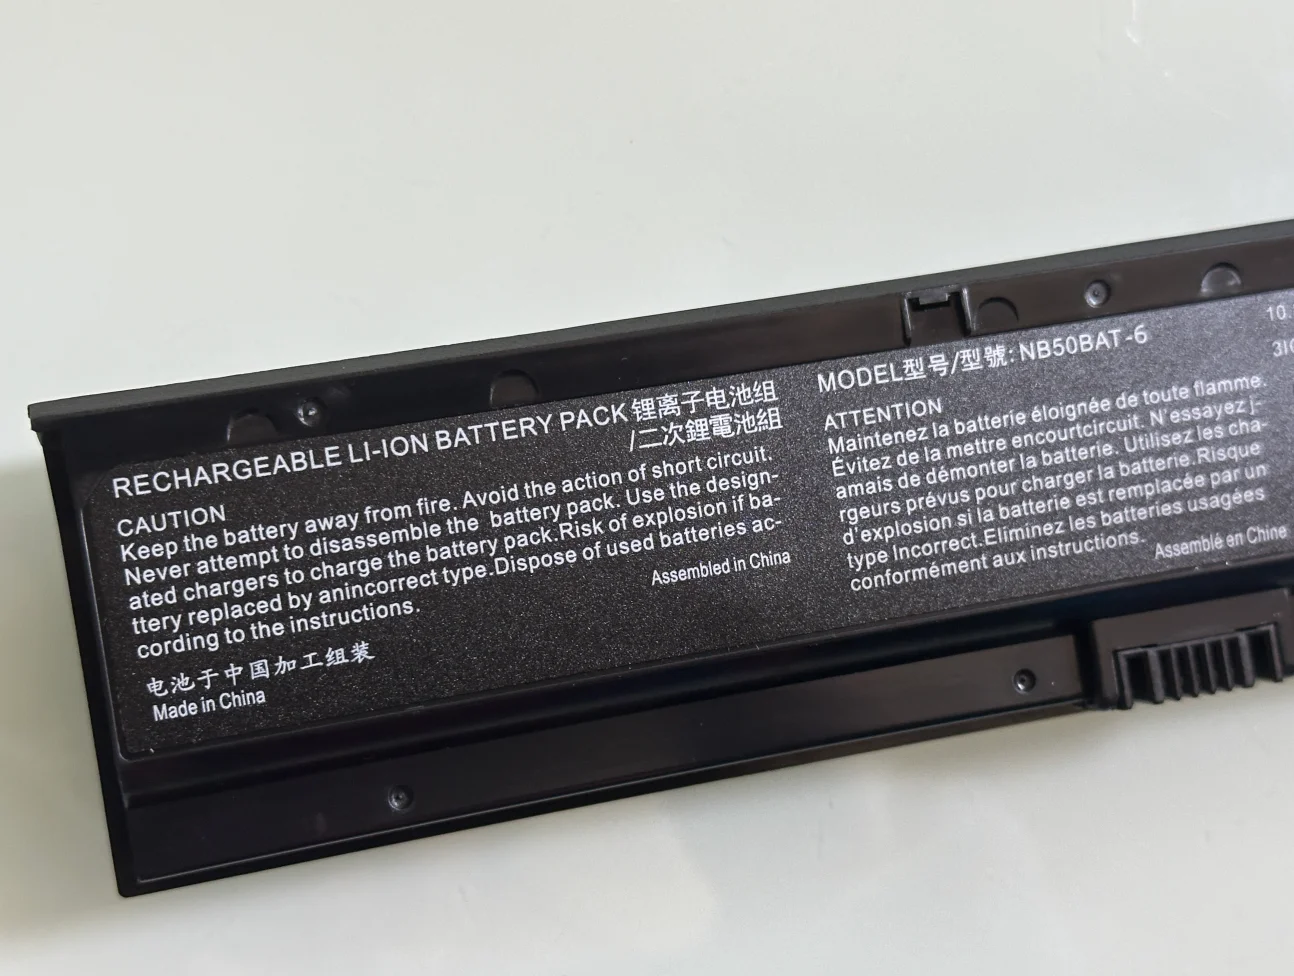 RECHARGEABLE LI-ION BATTERY PACK 锂离子电池组
/二次鋰電池組
CAUTION
Keep the battery away from fire. Avoid the action of short circuit.
Never attempt to disassemble the battery pack. Use the design-
ated chargers to charge the battery pack.Risk of explosion if ba-
ttery replaced by anincorrect type.Dispose of used batteries ac-
cording to the instructions.
Assembled in China
电池于中国加工组装
Made in China
MODEL型号/型號: NB50BAT-6
ATTENTION
Maintenez la batterie éloignée de toute flamme.
Évitez de la mettre encourtcircuit. N'essayez j-
amais de démonter la batterie. Utilisez les cha-
rgeurs prévus pour charger la batterie.Risque
d'explosion si la batterie est remplacée par un
type Incorrect.Eliminez les batteries usagées
conformément aux instructions.
Assemblé en Chine
10.